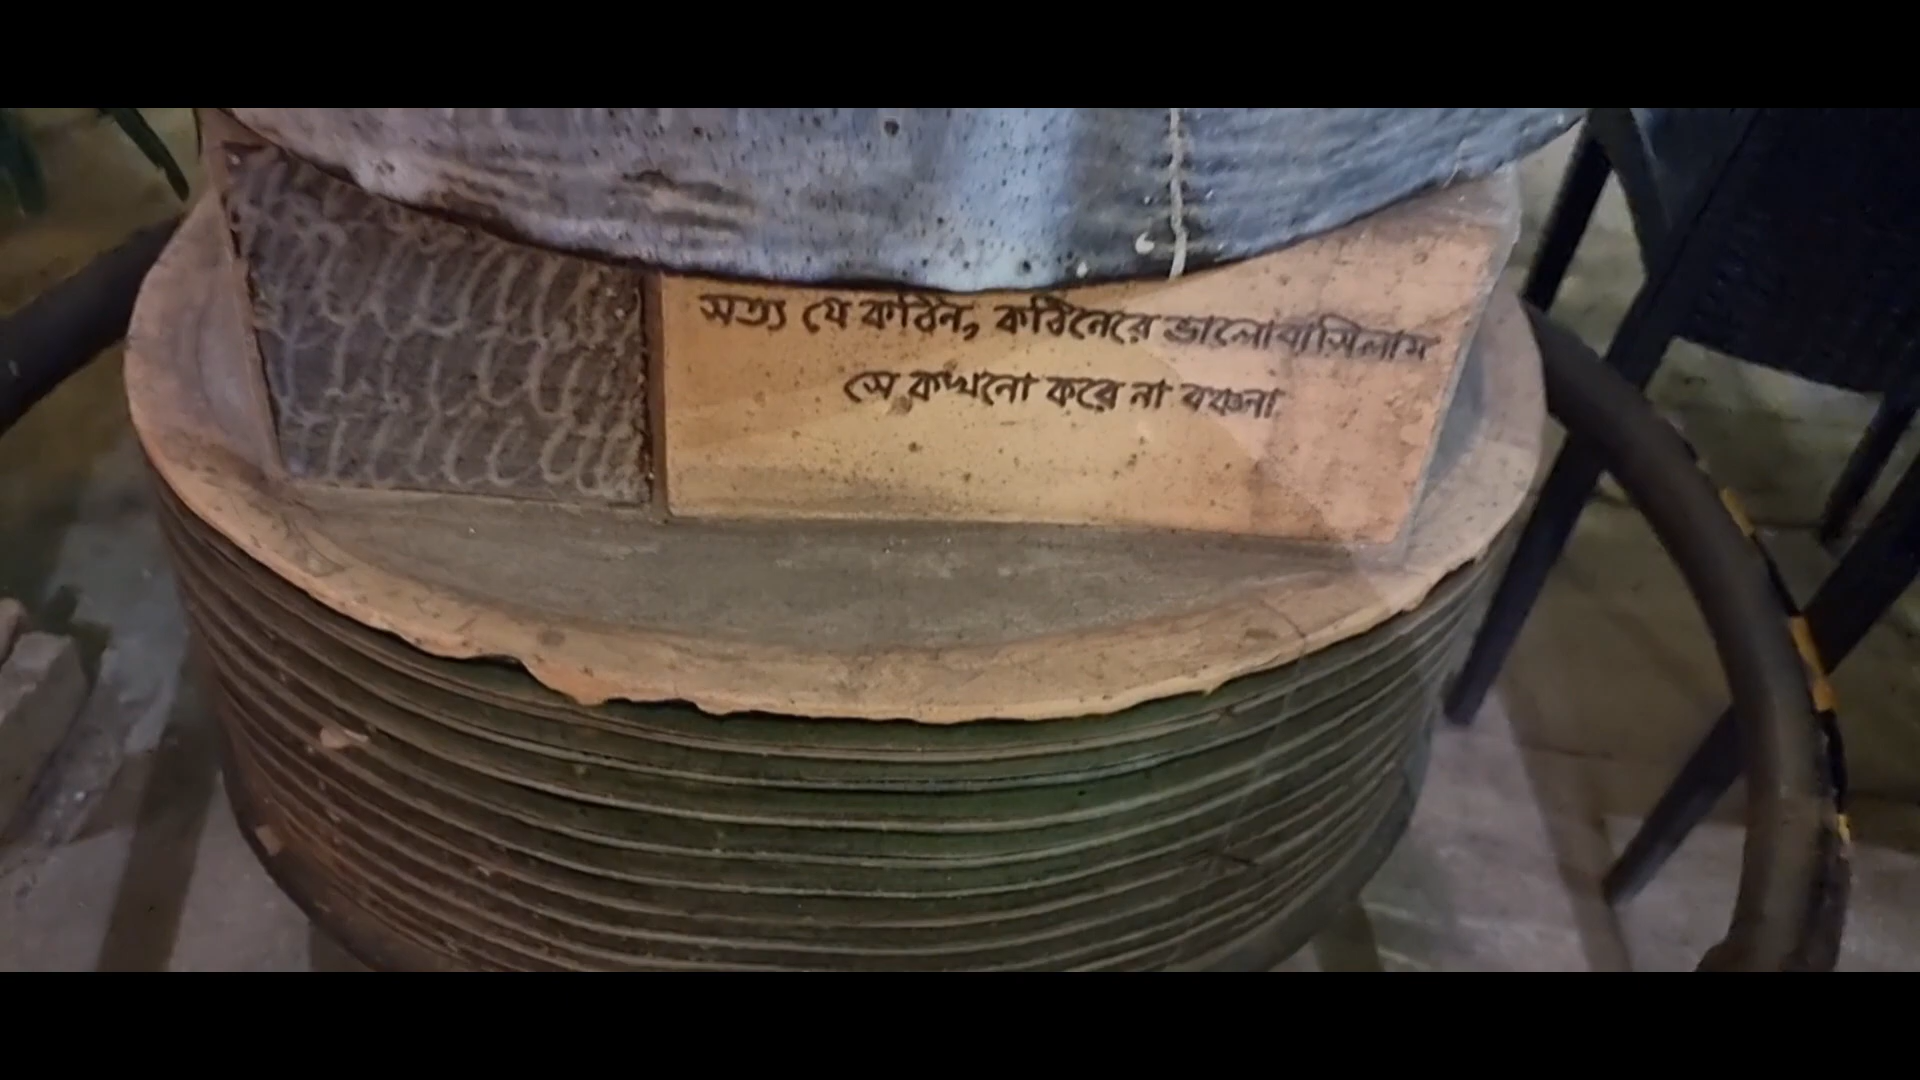 সত্য যে কঠিন, কঠিনেরে ভালোবাসিলাম
সে কখনো করে না বঞ্চনা